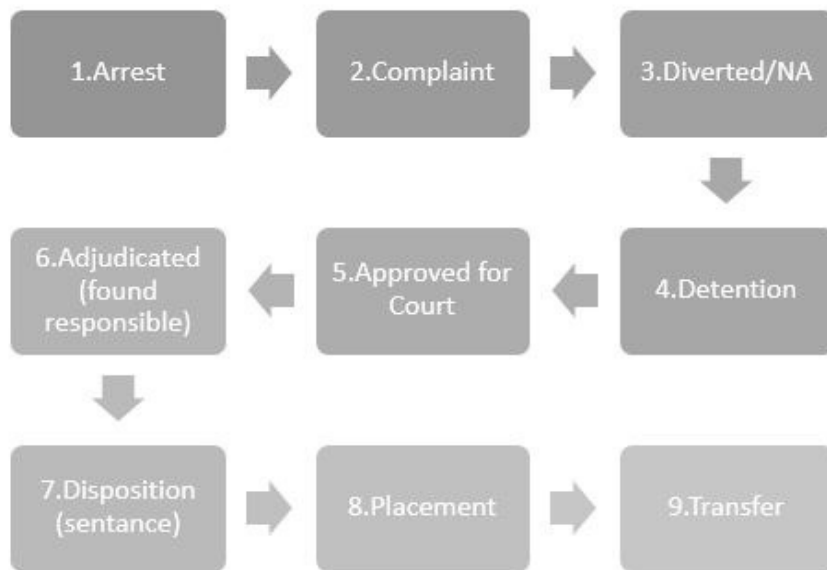 1.Arrest
2.Complaint
3.Diverted/NA
4.Detention
5.Approved for
Court
6.Adjudicated
(found
responsible)
7.Disposition
(sentance)
8.Placement
9.Transfer